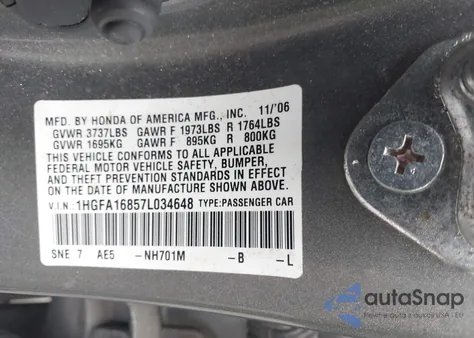 MFD. BY HONDA OF AMERICA MFG., INC. 11/'06
GVWR 3737LBS GAWR F 1973LBS R 1764LBS
GVWR 1695KG GAWR F 895KG R 800KG
THIS VEHICLE CONFORMS TO ALL APPLICABLE
FEDERAL MOTOR VEHICLE SAFETY, BUMPER,
AND THEFT PREVENTION STANDARDS IN EFFECT
ON THE DATE OF MANUFACTURE SHOWN ABOVE.
V.I.N.: 1HGFA16857L034648 TYPE:PASSENGER CAR
SNE 7 AE5 -NH701M -B -L
autoSnap